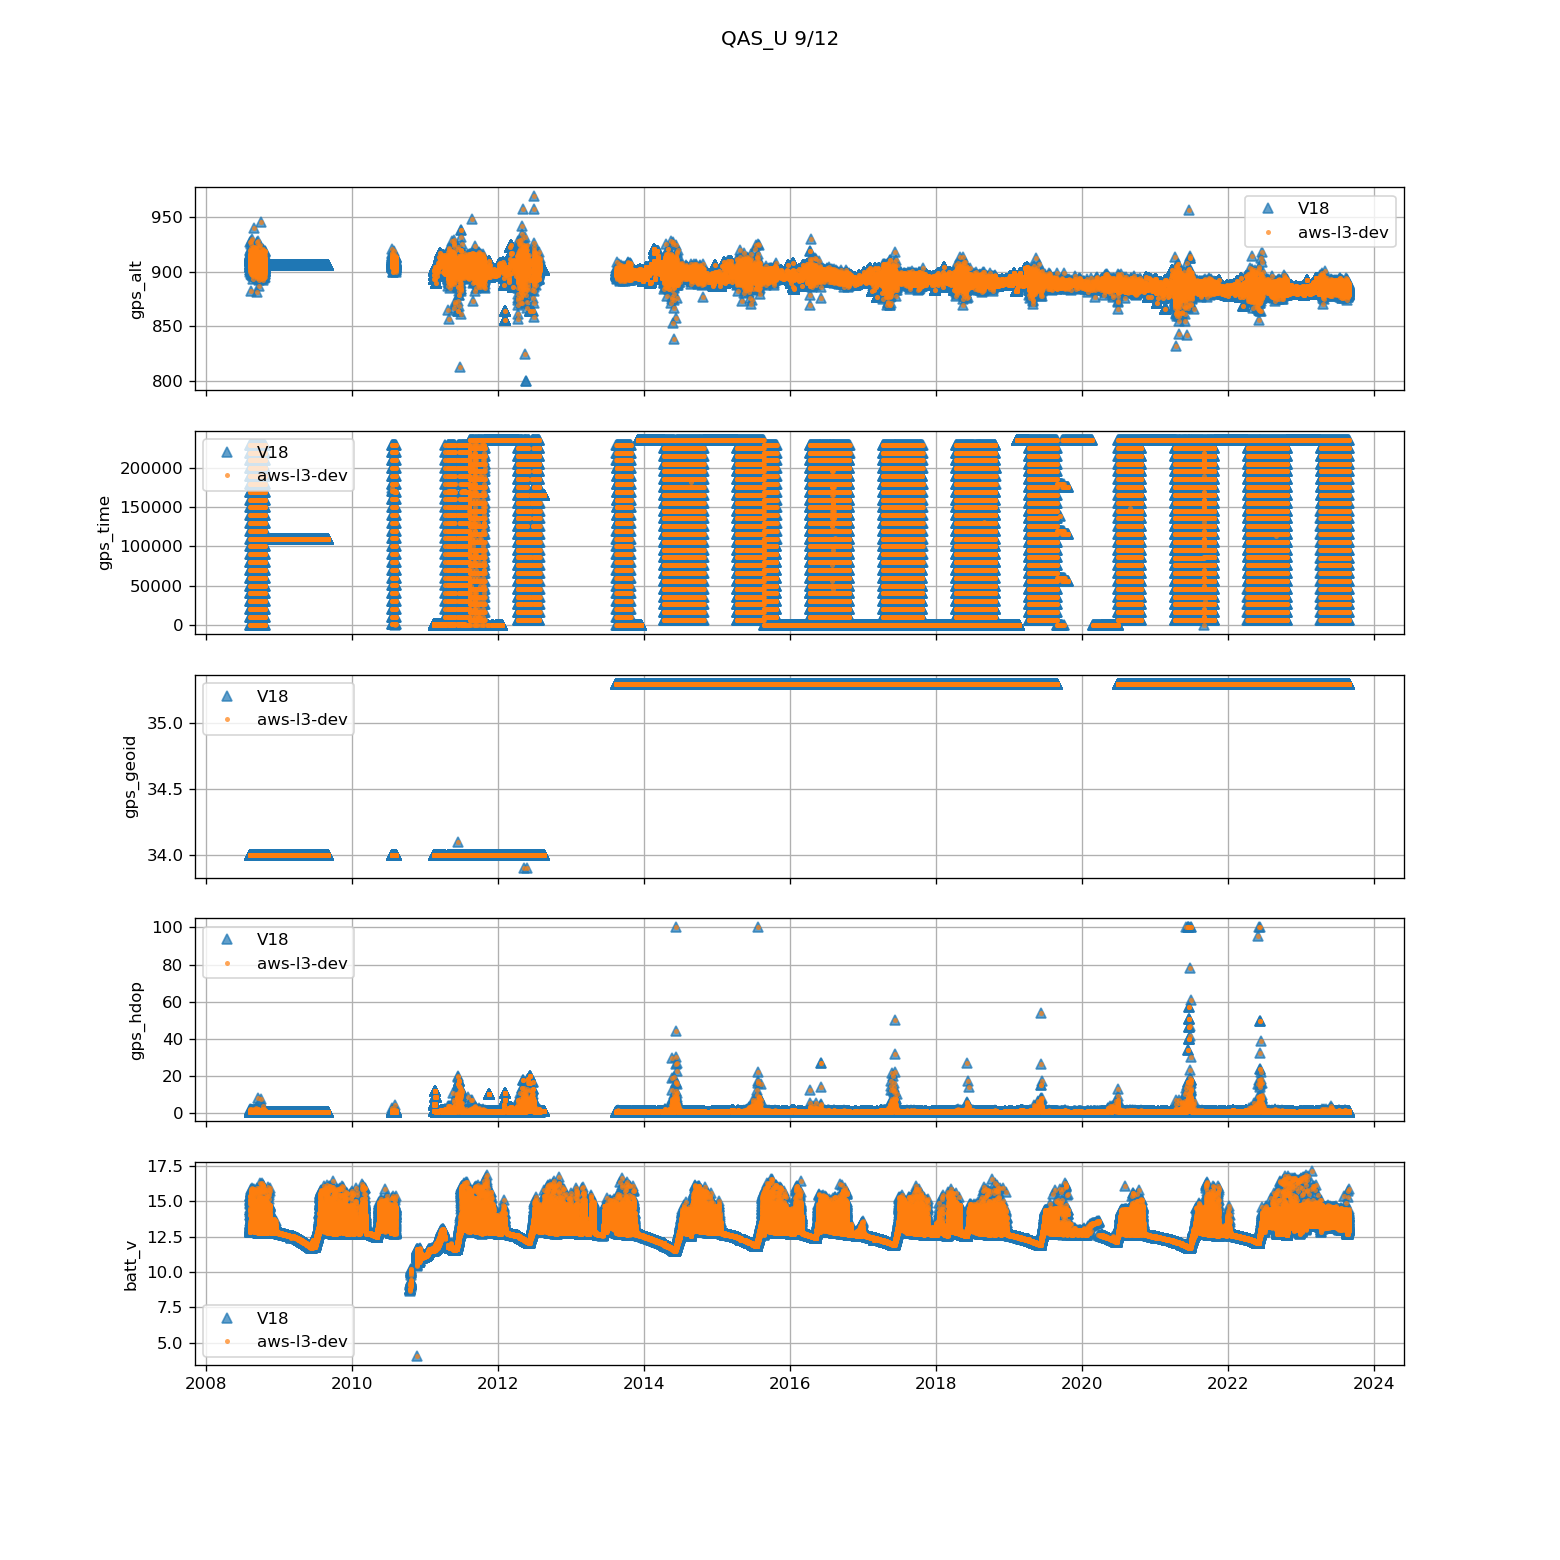 QAS_U 9/12
950
900
850
800
gps_alt
V18
aws-l3-dev
200000
150000
100000
50000
0
gps_time
V18
aws-l3-dev
35.0
34.5
34.0
gps_geoid
V18
aws-l3-dev
100
80
60
40
20
0
gps_hdop
V18
aws-l3-dev
17.5
15.0
12.5
10.0
7.5
5.0
batt_v
V18
aws-l3-dev
2008 2010 2012 2014 2016 2018 2020 2022 2024